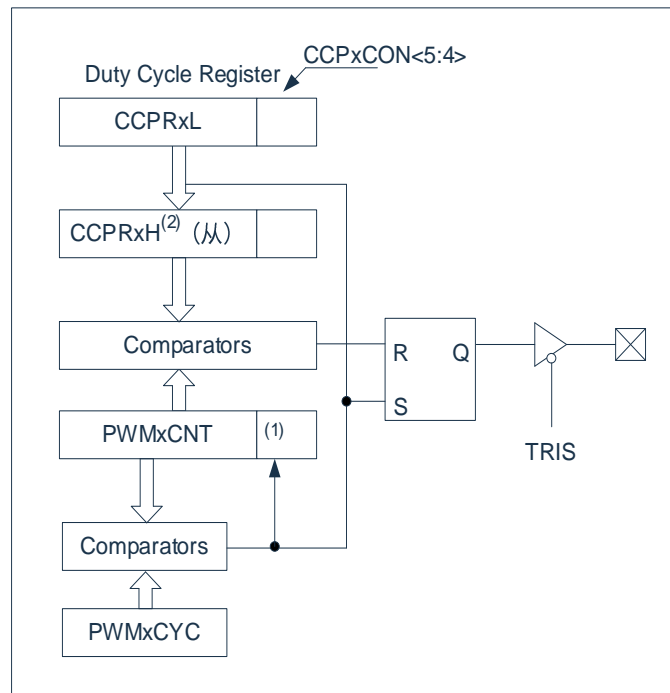 CCPxCON<5:4>
Duty Cycle Register
CCPRxL
CCPRxH(2)（从）
Comparators
R Q
S
PWMxCNT (1)
TRIS
Comparators
PWMxCYC